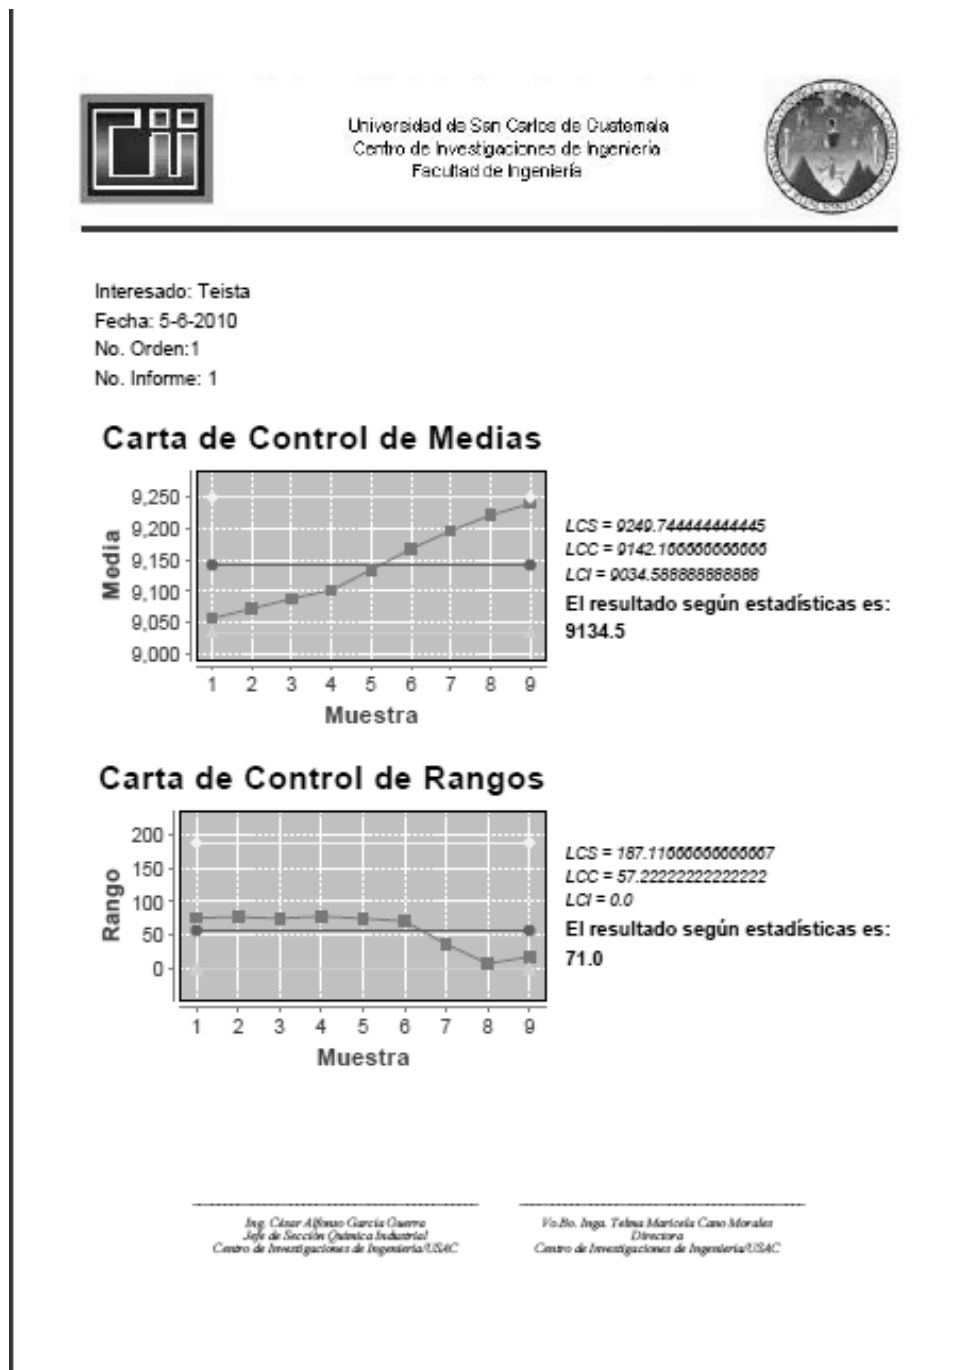 Cii
Universidad de San Carlos de Guatemala
Centro de Investigaciones de Ingeniería
Facultad de Ingeniería
Interesado: Teista
Fecha: 5-6-2010
No. Orden:1
No. Informe: 1
Carta de Control de Medias
Media
9,250
9,200
9,150
9,100
9,050
9,000
1 2 3 4 5 6 7 8 9
Muestra
LCS = 9249.744444444445
LCC = 9142.166666666666
LCI = 9034.588888888888
El resultado según estadísticas es:
9134.5
Carta de Control de Rangos
Rango
200
150
100
50
0
1 2 3 4 5 6 7 8 9
Muestra
LCS = 187.11666666666667
LCC = 57.22222222222222
LCI = 0.0
El resultado según estadísticas es:
71.0
Ing. César Alfonso García Guerra
Jefe de Sección Química Industrial
Centro de Investigaciones de Ingeniería/USAC
Vo.Bo. Inga. Telma Maricela Cano Morales
Directora
Centro de Investigaciones de Ingeniería/USAC